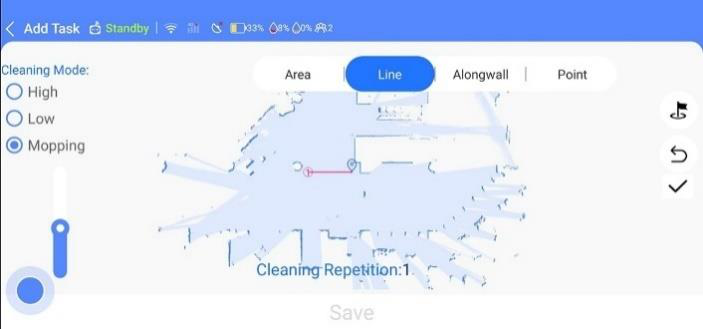 Add Task Standby 33% 8% 0% 2
Cleaning Mode:
High
Low
Mopping
Area Line Alongwall Point
Cleaning Repetition:1
Save